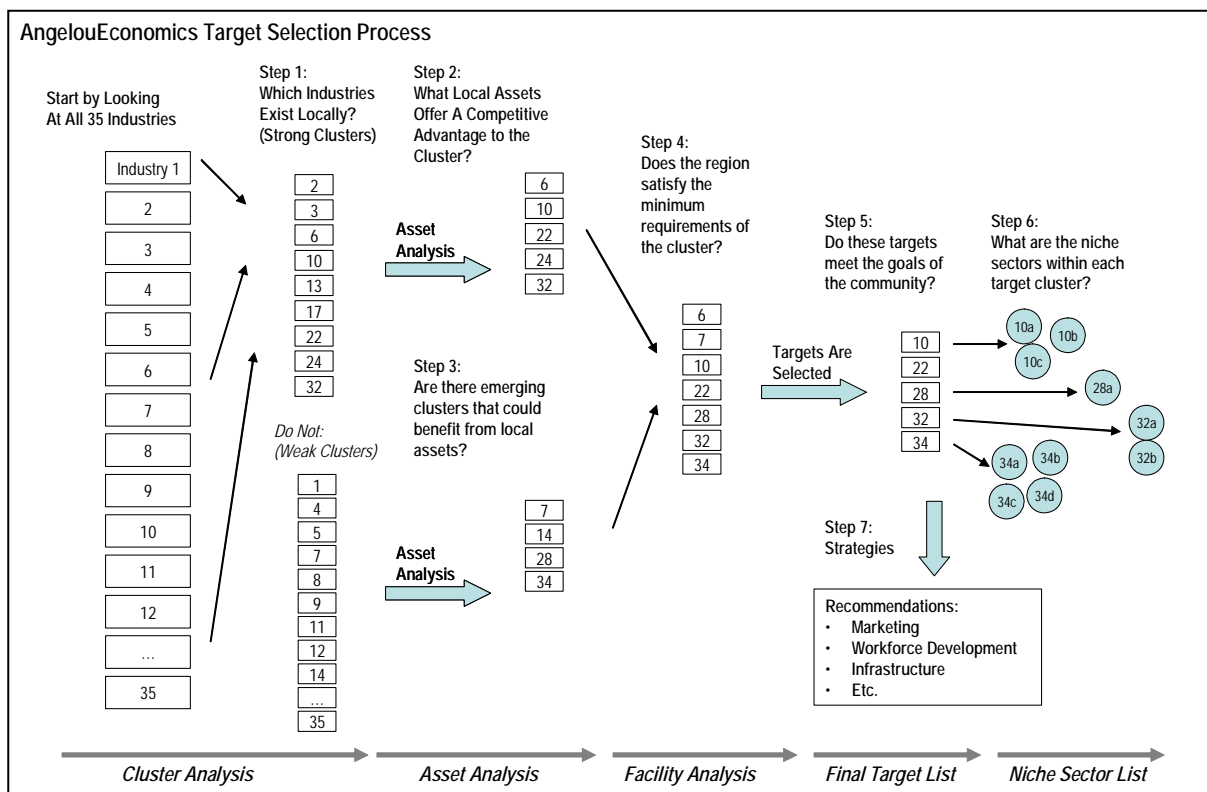 AngelouEconomics Target Selection Process
Start by Looking
At All 35 Industries
Industry 1
2
3
4
5
6
7
8
9
10
11
12
...
35
Step 1:
Which Industries
Exist Locally?
(Strong Clusters)
2
3
6
10
13
17
22
24
32
Do Not:
(Weak Clusters)
1
4
5
7
8
9
11
12
14
...
35
Step 2:
What Local Assets
Offer A Competitive
Advantage to the
Cluster?
Asset
Analysis
6
10
22
24
32
Step 3:
Are there emerging
clusters that could
benefit from local
assets?
Asset
Analysis
7
14
28
34
Step 4:
Does the region
satisfy the
minimum
requirements of
the cluster?
6
7
10
22
28
32
34
Targets Are
Selected
Step 5:
Do these targets
meet the goals of
the community?
10
22
28
32
34
Step 6:
What are the niche
sectors within each
target cluster?
10a
10b
10c
28a
32a
32b
34a
34b
34c
34d
Step 7:
Strategies
Recommendations:
• Marketing
• Workforce Development
• Infrastructure
• Etc.
Cluster Analysis
Asset Analysis
Facility Analysis
Final Target List
Niche Sector List